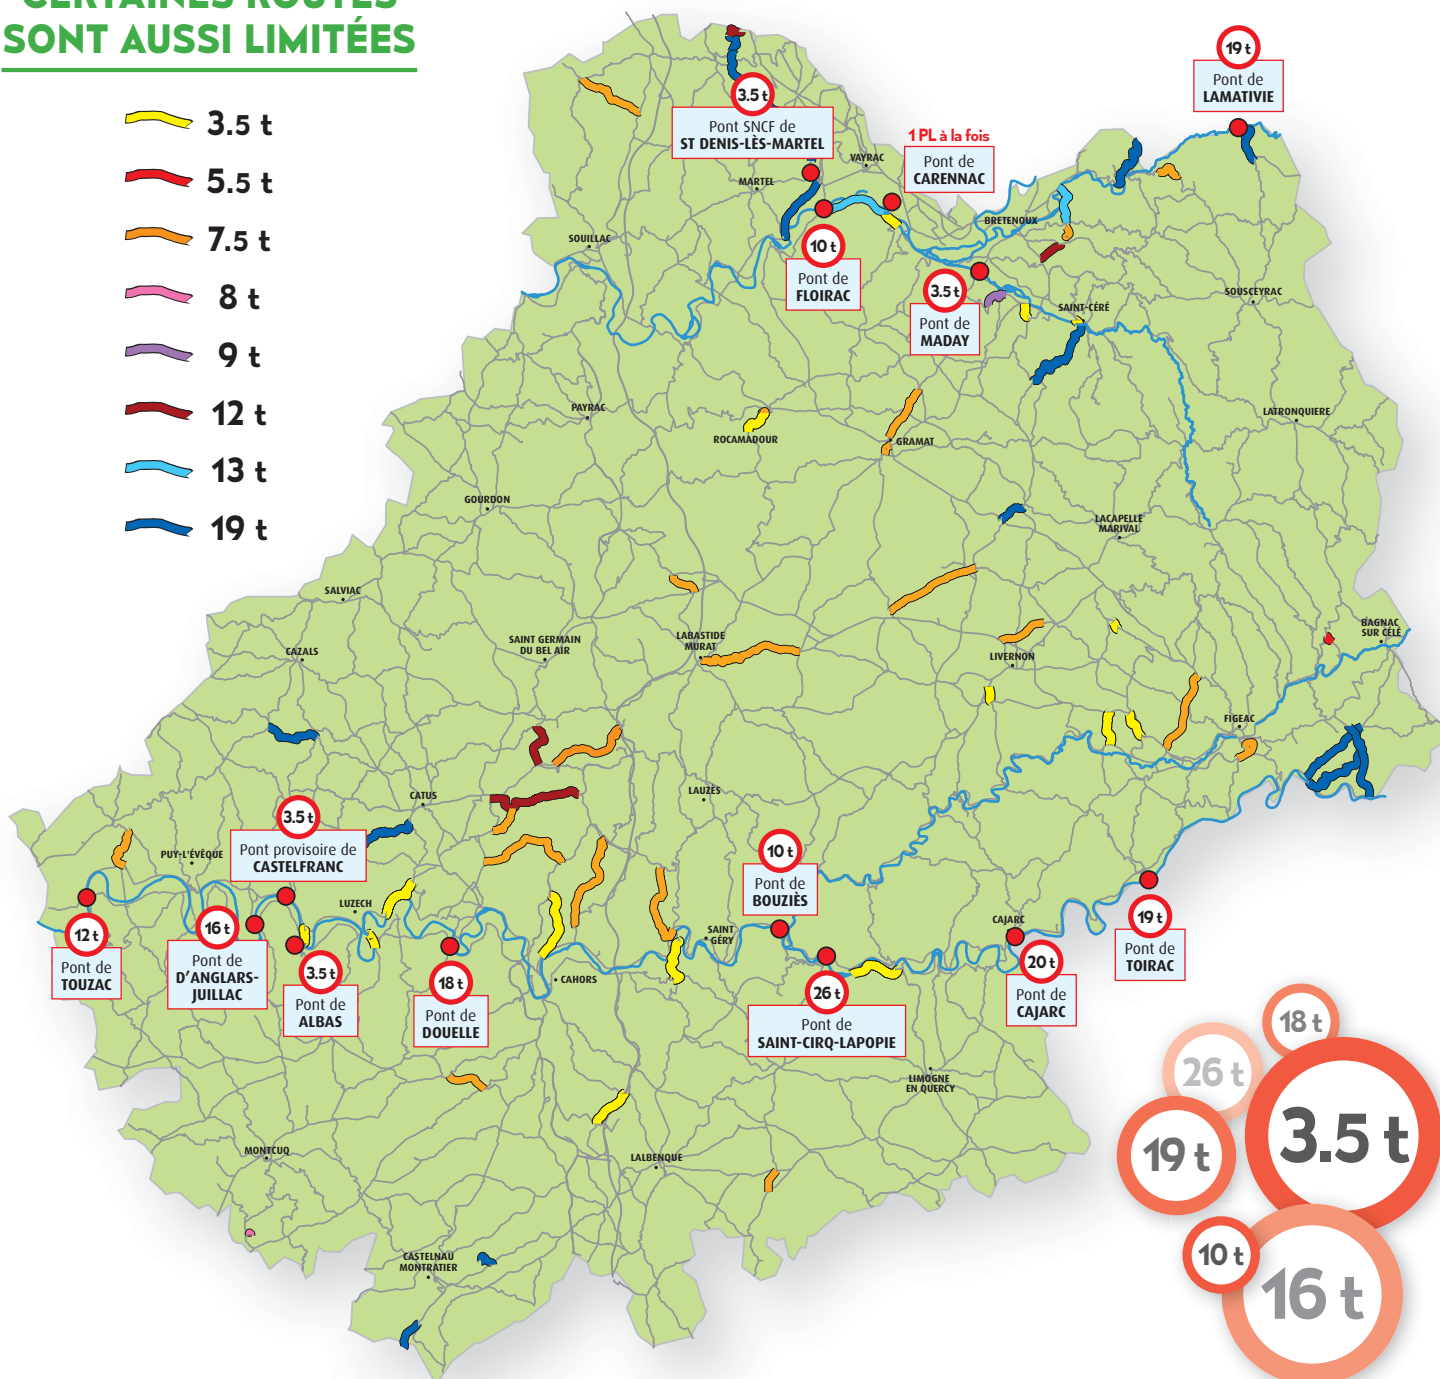 CERTAINES ROUTES
SONT AUSSI LIMITÉES
3.5 t
5.5 t
7.5 t
8 t
9 t
12 t
13 t
19 t
19 t
Pont de
LAMATIVIE
3.5 t
Pont SNCF de
ST DENIS-LÈS-MARTEL
1 PL à la fois
Pont de
CARENNAC
VAYRAC
MARTEL
BRETENOUX
SOUILLAC
10 t
Pont de
FLOIRAC
3.5 t
Pont de
MADAY
SAINT-CÉRÉ
SOUSCEYRAC
PAYRAC
ROCAMADOUR
GRAMAT
LATRONQUIERE
GOURDON
LACAPELLE
MARIVAL
SALVIAC
CAZALS
SAINT GERMAIN
DU BEL AIR
LABASTIDE
MURAT
LIVERNON
BAGNAC
SUR CÉLÉ
FIGEAC
CATUS
LAUZÈS
3.5 t
Pont provisoire de
CASTELFRANC
PUY-L'ÉVÊQUE
LUZECH
10 t
Pont de
BOUZIÈS
SAINT
GÉRY
CAJARC
12 t
Pont de
TOUZAC
16 t
Pont de
D'ANGLARS-
JUILLAC
3.5 t
Pont de
ALBAS
18 t
Pont de
DOUELLE
CAHORS
26 t
Pont de
SAINT-CIRQ-LAPOPIE
20 t
Pont de
CAJARC
19 t
Pont de
TOIRAC
LIMOGNE
EN QUERCY
MONTCUQ
LALBENQUE
CASTELNAU
MONTRATIER
18 t
26 t
3.5 t
19 t
10 t
16 t